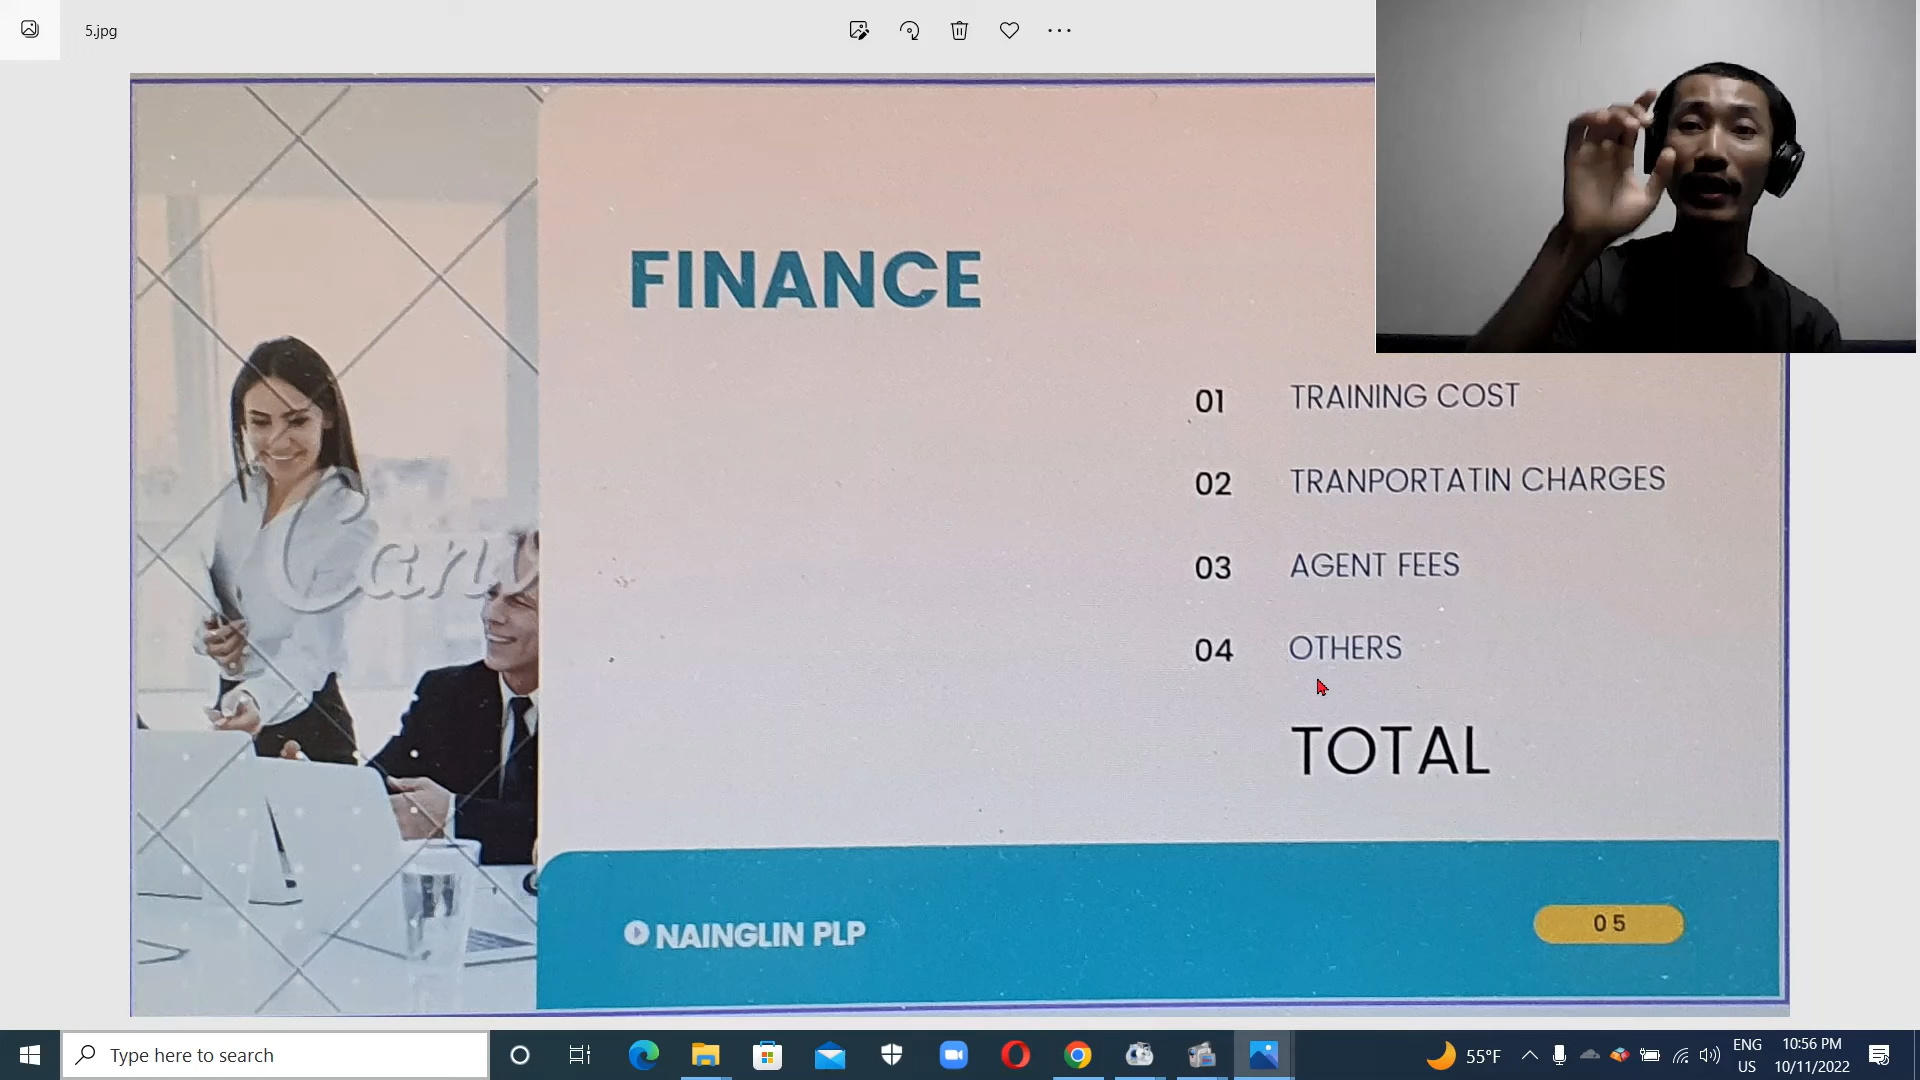 5.jpg
FINANCE
01 TRAINING COST
02 TRANPORTATIN CHARGES
03 AGENT FEES
04 OTHERS
TOTAL
Canv
NAINGLIN PLP
05
Type here to search
55°F
ENG
US
10:56 PM
10/11/2022